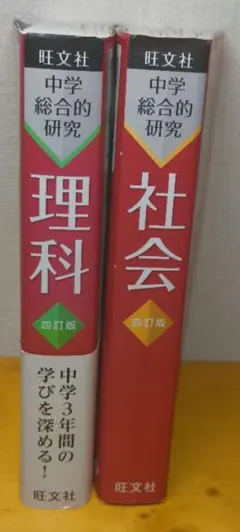 旺文社
中学
総合的
研究
理科
四訂版
中学3年間の
学びを深める!
旺文社
旺文社
中学
総合的
研究
社会
四訂版
旺文社